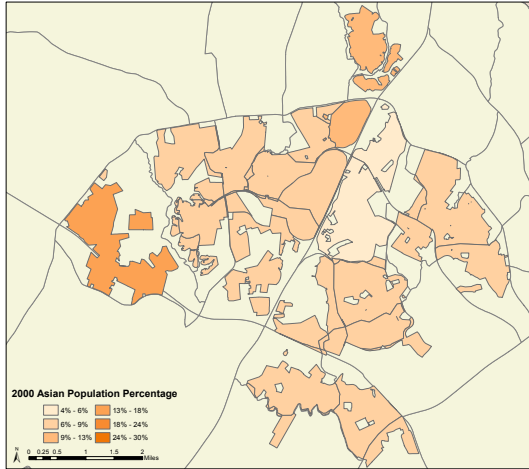 2000 Asian Population Percentage
4% - 6% 13% - 18%
6% - 9% 18% - 24%
9% - 13% 24% - 30%
N 0 0.25 0.5 1 1.5 2
Miles